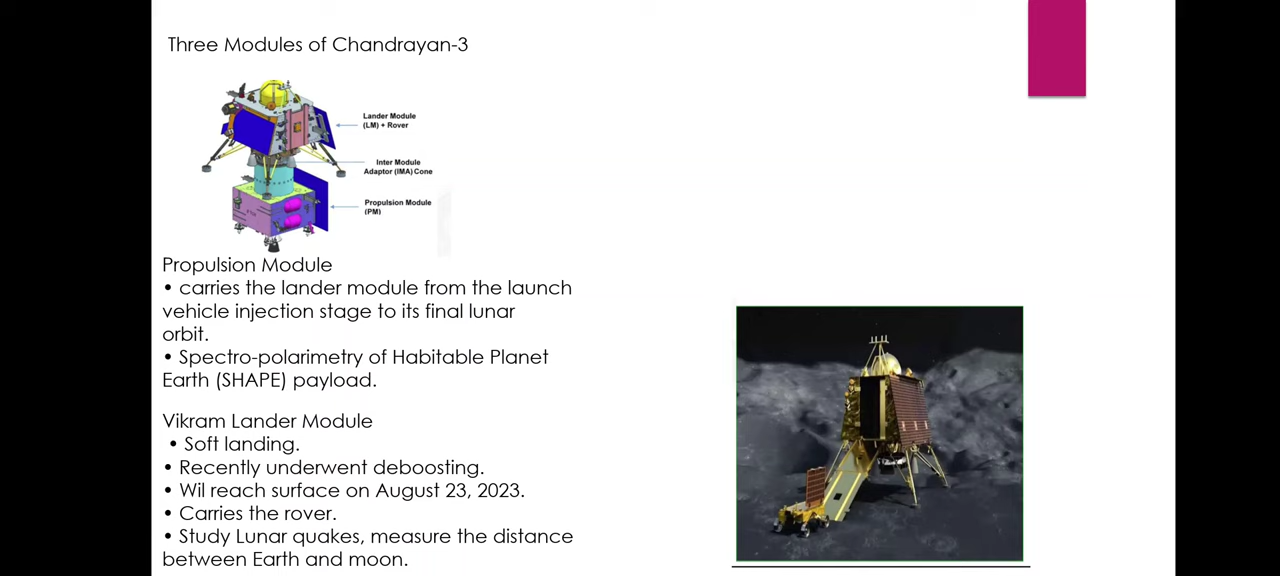 Three Modules of Chandrayan-3
Lander Module
(LM) + Rover
Inter Module
Adaptor (IMA) Cone
Propulsion Module
(PM)
Propulsion Module
• carries the lander module from the launch
vehicle injection stage to its final lunar
orbit.
• Spectro-polarimetry of Habitable Planet
Earth (SHAPE) payload.
Vikram Lander Module
• Soft landing.
• Recently underwent deboosting.
• Wil reach surface on August 23, 2023.
• Carries the rover.
• Study Lunar quakes, measure the distance
between Earth and moon.